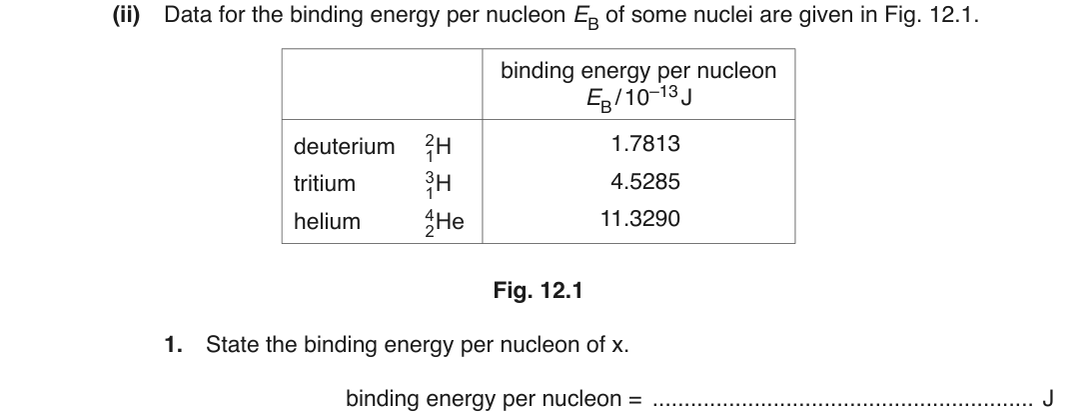 (ii) Data for the binding energy per nucleon E_B of some nuclei are given in Fig. 12.1.
binding energy per nucleon
E_B / 10⁻¹³ J
deuterium ²₁H 1.7813
tritium ³₁H 4.5285
helium ⁴₂He 11.3290
Fig. 12.1
1. State the binding energy per nucleon of x.
binding energy per nucleon = ............................................................ J